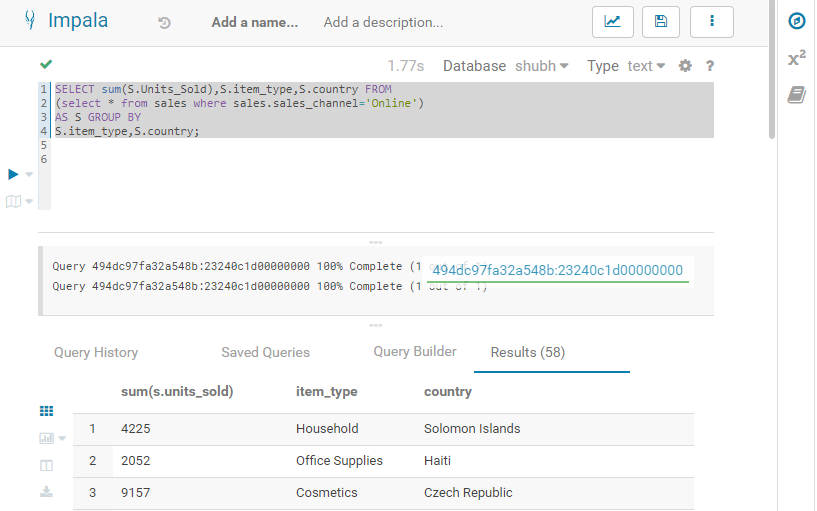 Impala Add a name... Add a description...
1.77s Database shubh Type text ?
1 SELECT sum(S.Units_Sold),S.item_type,S.country FROM
2 (select * from sales where sales.sales_channel='Online')
3 AS S GROUP BY
4 S.item_type,S.country;
5
6
Query 494dc97fa32a548b:23240c1d00000000 100% Complete (1 out of 1)
494dc97fa32a548b:23240c1d00000000
Query 494dc97fa32a548b:23240c1d00000000 100% Complete (1 out of 1)
Query History Saved Queries Query Builder Results (58)
sum(s.units_sold) item_type country
1 4225 Household Solomon Islands
2 2052 Office Supplies Haiti
3 9157 Cosmetics Czech Republic
x2